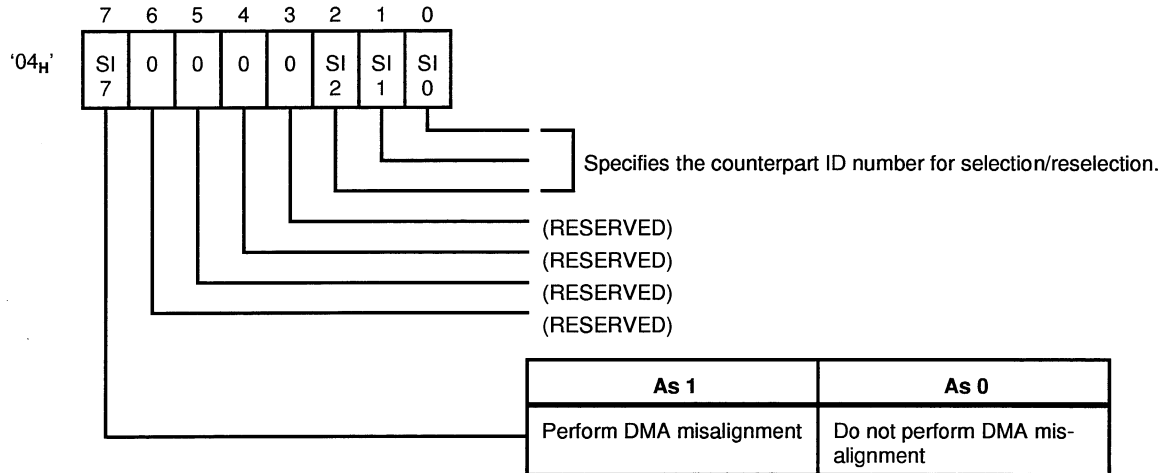 7 6 5 4 3 2 1 0
'04H' SI 0 0 0 0 SI SI SI
7 2 1 0
Specifies the counterpart ID number for selection/reselection.
(RESERVED)
(RESERVED)
(RESERVED)
(RESERVED)
As 1 As 0
Perform DMA misalignment Do not perform DMA mis-
alignment